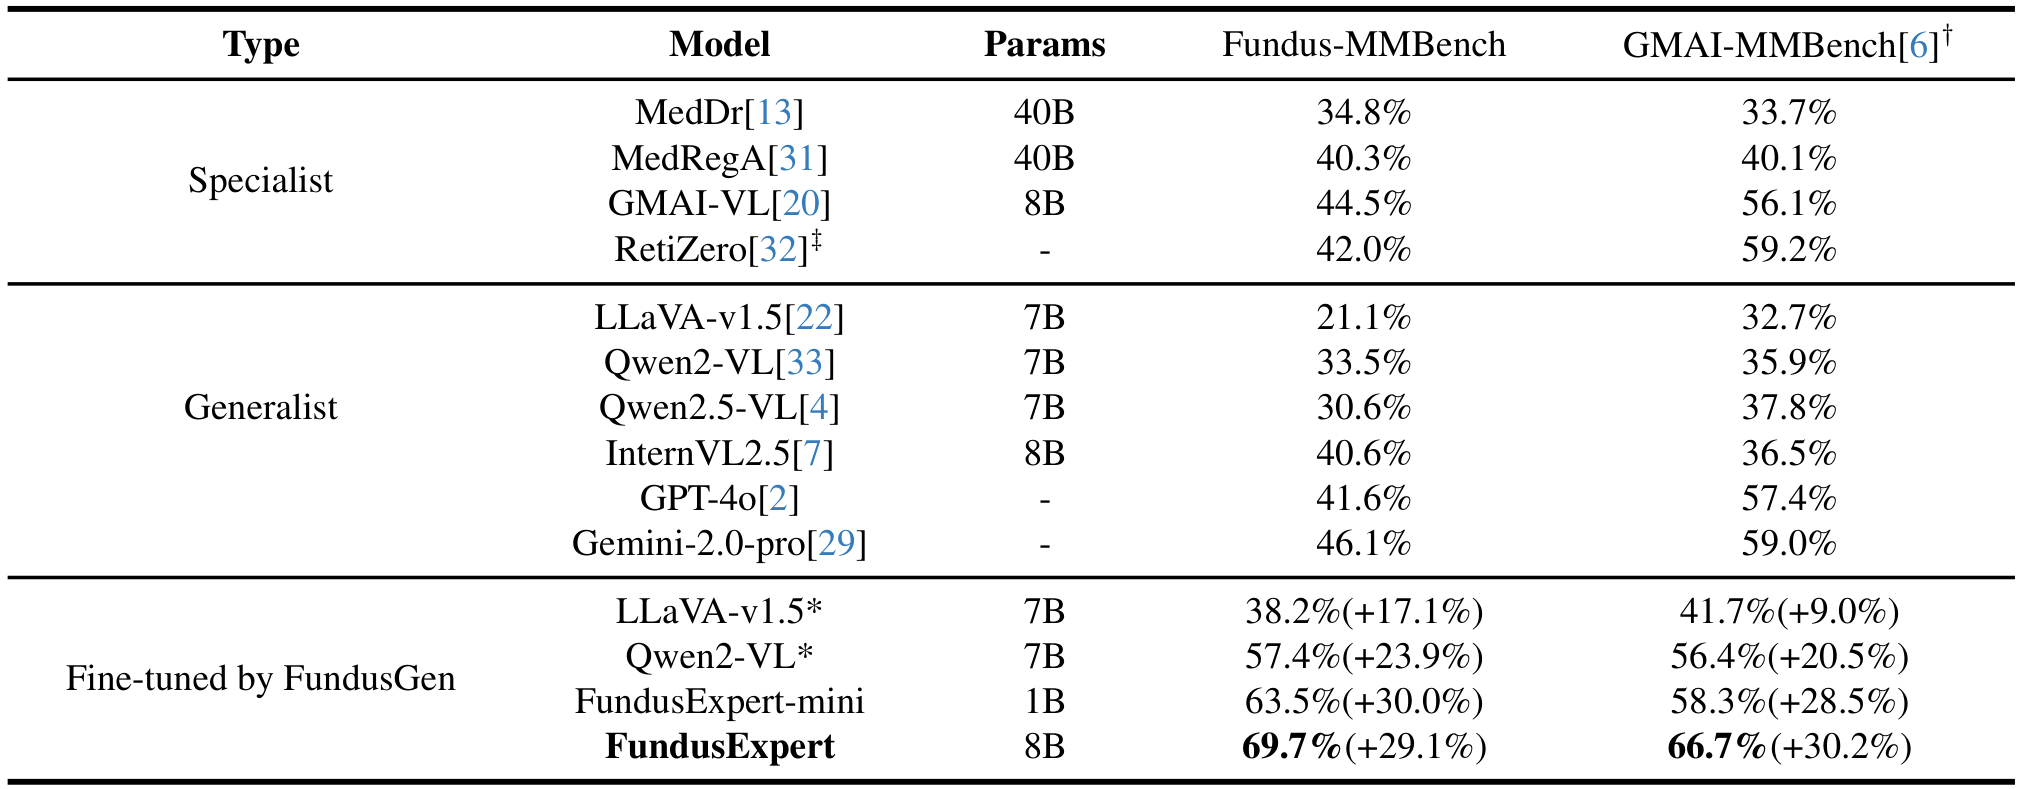 Type Model Params Fundus-MMBench GMAI-MMBench[6]†
MedDr[13] 40B 34.8% 33.7%
MedRegA[31] 40B 40.3% 40.1%
Specialist
GMAI-VL[20] 8B 44.5% 56.1%
RetiZero[32]‡ - 42.0% 59.2%
LLaVA-v1.5[22] 7B 21.1% 32.7%
Qwen2-VL[33] 7B 33.5% 35.9%
Generalist Qwen2.5-VL[4] 7B 30.6% 37.8%
InternVL2.5[7] 8B 40.6% 36.5%
GPT-4o[2] - 41.6% 57.4%
Gemini-2.0-pro[29] - 46.1% 59.0%
LLaVA-v1.5* 7B 38.2%(+17.1%) 41.7%(+9.0%)
Qwen2-VL* 7B 57.4%(+23.9%) 56.4%(+20.5%)
Fine-tuned by FundusGen
FundusExpert-mini 1B 63.5%(+30.0%) 58.3%(+28.5%)
FundusExpert 8B 69.7%(+29.1%) 66.7%(+30.2%)